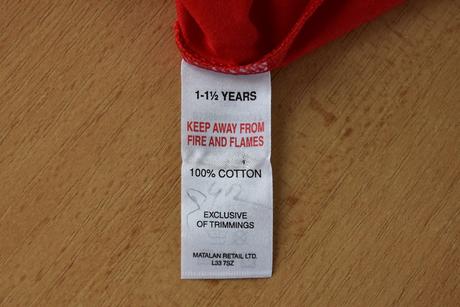 1-1½ YEARS
KEEP AWAY FROM
FIRE AND FLAMES
100% COTTON
EXCLUSIVE
OF TRIMMINGS
MATALAN RETAIL LTD.
L33 7SZ